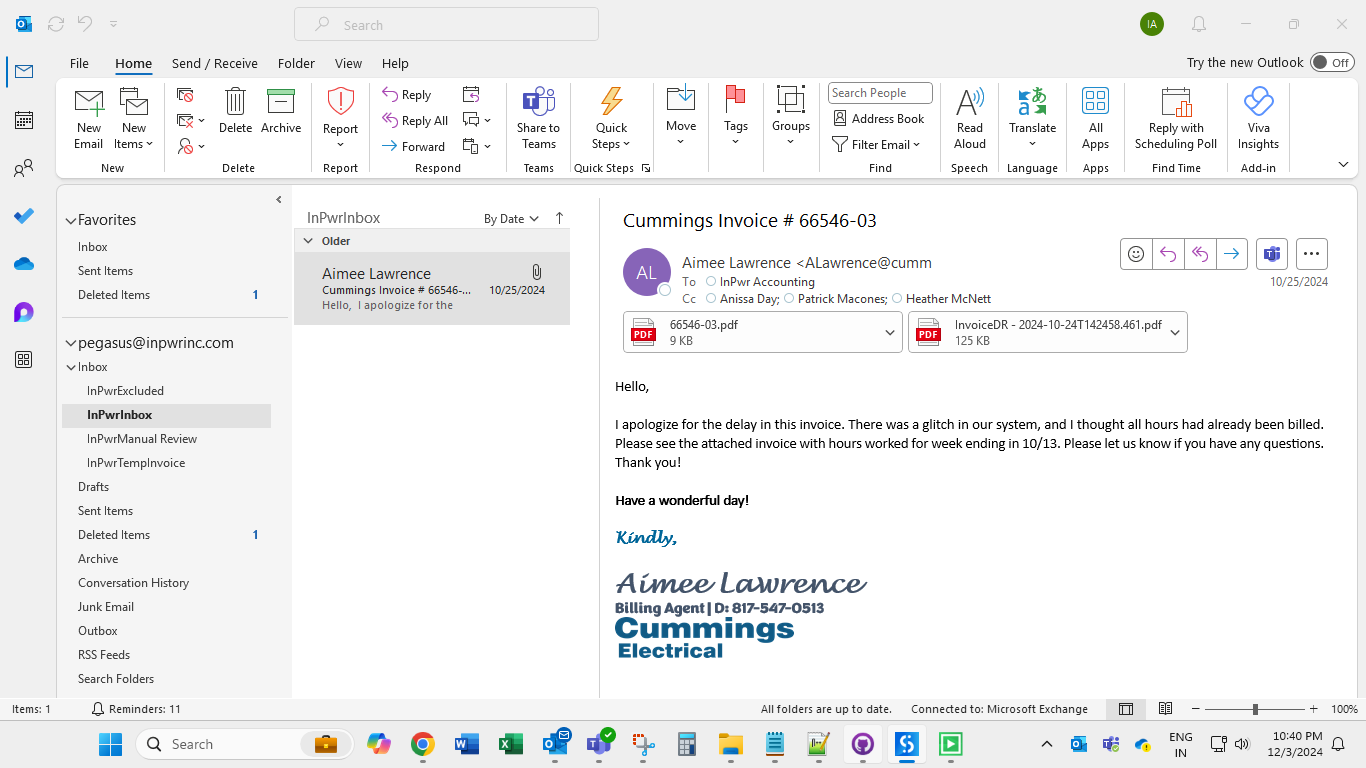 Search
IA
File Home Send / Receive Folder View Help
Try the new Outlook Off
New Email
New Items
New
Delete
Archive
Delete
Report
Report
Reply
Reply All
Forward
Respond
Share to Teams
Teams
Quick Steps
Quick Steps
Move
Tags
Groups
Search People
Address Book
Filter Email
Find
Read Aloud
Speech
Translate
Language
All Apps
Apps
Reply with Scheduling Poll
Find Time
Viva Insights
Add-in
Favorites
Inbox
Sent Items
Deleted Items 1
pegasus@inpwrinc.com
Inbox
InPwrExcluded
InPwrInbox
InPwrManual Review
InPwrTempInvoice
Drafts
Sent Items
Deleted Items 1
Archive
Conversation History
Junk Email
Outbox
RSS Feeds
Search Folders
InPwrInbox By Date
Older
Aimee Lawrence
Cummings Invoice # 66546-... 10/25/2024
Hello, I apologize for the
Cummings Invoice # 66546-03
AL
Aimee Lawrence <ALawrence@cumm
To InPwr Accounting
Cc Anissa Day; Patrick Macones; Heather McNett
10/25/2024
PDF 66546-03.pdf
9 KB
PDF InvoiceDR - 2024-10-24T142458.461.pdf
125 KB
Hello,
I apologize for the delay in this invoice. There was a glitch in our system, and I thought all hours had already been billed.
Please see the attached invoice with hours worked for week ending in 10/13. Please let us know if you have any questions.
Thank you!
Have a wonderful day!
Kindly,
Aimee Lawrence
Billing Agent | D: 817-547-0513
Cummings
Electrical
Items: 1 Reminders: 11 All folders are up to date. Connected to: Microsoft Exchange 100%
Search
ENG
IN
10:40 PM
12/3/2024